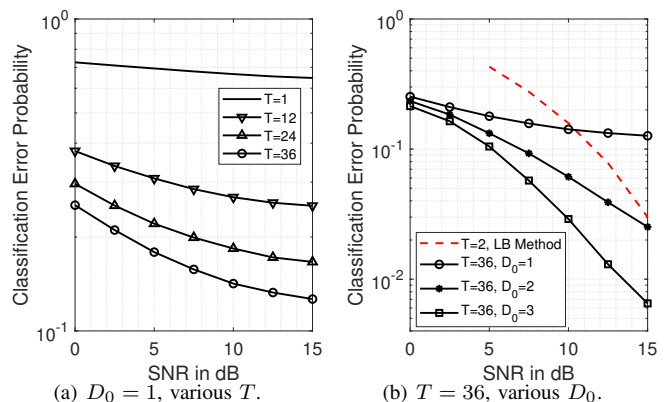 Classification Error Probability
10^0
10^-1
T=1
T=12
T=24
T=36
0 5 10 15
SNR in dB
(a) D_0 = 1, various T.
Classification Error Probability
10^0
10^-1
10^-2
T=2, LB Method
T=36, D_0=1
T=36, D_0=2
T=36, D_0=3
0 5 10 15
SNR in dB
(b) T = 36, various D_0.